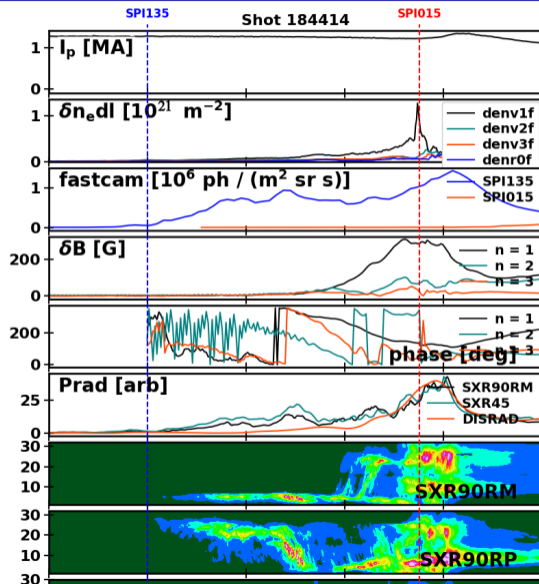 SPI135
Shot 184414
SPI015
Iₚ [MA]
1
0
δnₑdl [10²¹ m⁻²]
1
0
denv1f
denv2f
denv3f
denr0f
fastcam [10⁶ ph / (m² sr s)]
1
0
SPI135
SPI015
δB [G]
200
0
n = 1
n = 2
n = 3
200
0
n = 1
n = 2
n = 3
phase [deg]
Prad [arb]
25
0
SXR90RM
SXR45
DISRAD
30
20
10
SXR90RM
30
20
10
SXR90RP
30